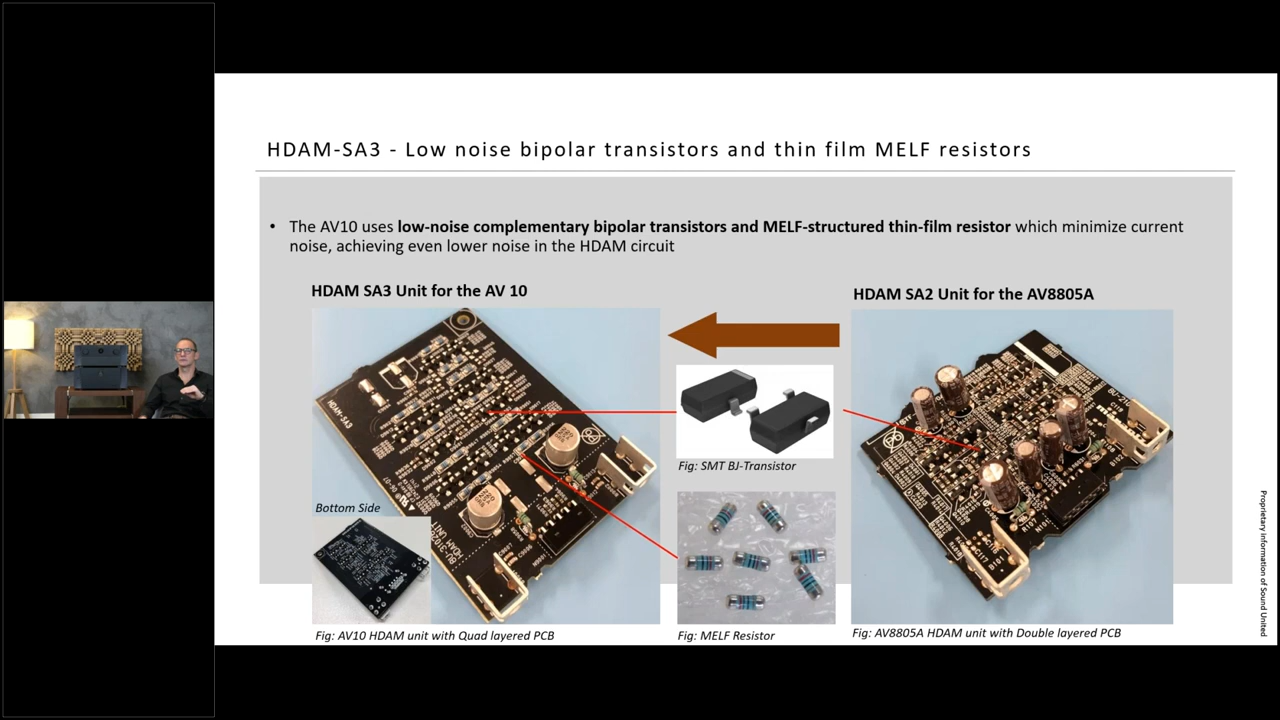 HDAM-SA3 - Low noise bipolar transistors and thin film MELF resistors
• The AV10 uses low-noise complementary bipolar transistors and MELF-structured thin-film resistor which minimize current
noise, achieving even lower noise in the HDAM circuit
HDAM SA3 Unit for the AV 10
HDAM SA2 Unit for the AV8805A
Fig: SMT BJ-Transistor
Bottom Side
Fig: AV10 HDAM unit with Quad layered PCB
Fig: MELF Resistor
Fig: AV8805A HDAM unit with Double layered PCB
Proprietary information of Sound United